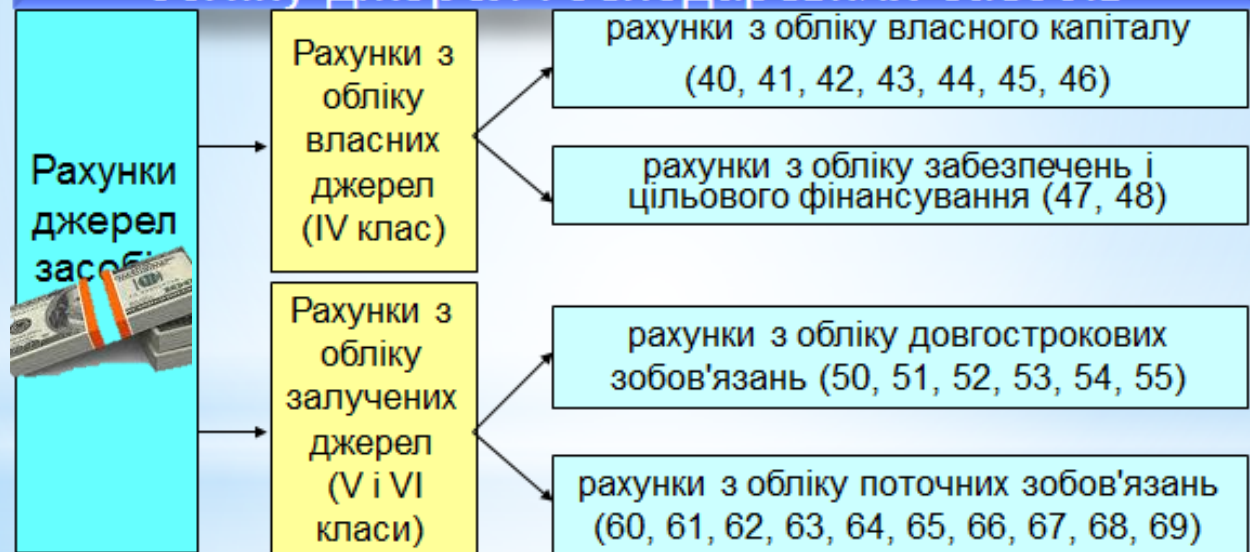 Рахунки
джерел
Рахунки з
обліку
власних
джерел
(IV клас)
рахунки з обліку власного капіталу
(40, 41, 42, 43, 44, 45, 46)
рахунки з обліку забезпечень і
цільового фінансування (47, 48)
Рахунки з
обліку
залучених
джерел
(V і VI
класи)
рахунки з обліку довгострокових
зобов'язань (50, 51, 52, 53, 54, 55)
рахунки з обліку поточних зобов'язань
(60, 61, 62, 63, 64, 65, 66, 67, 68, 69)